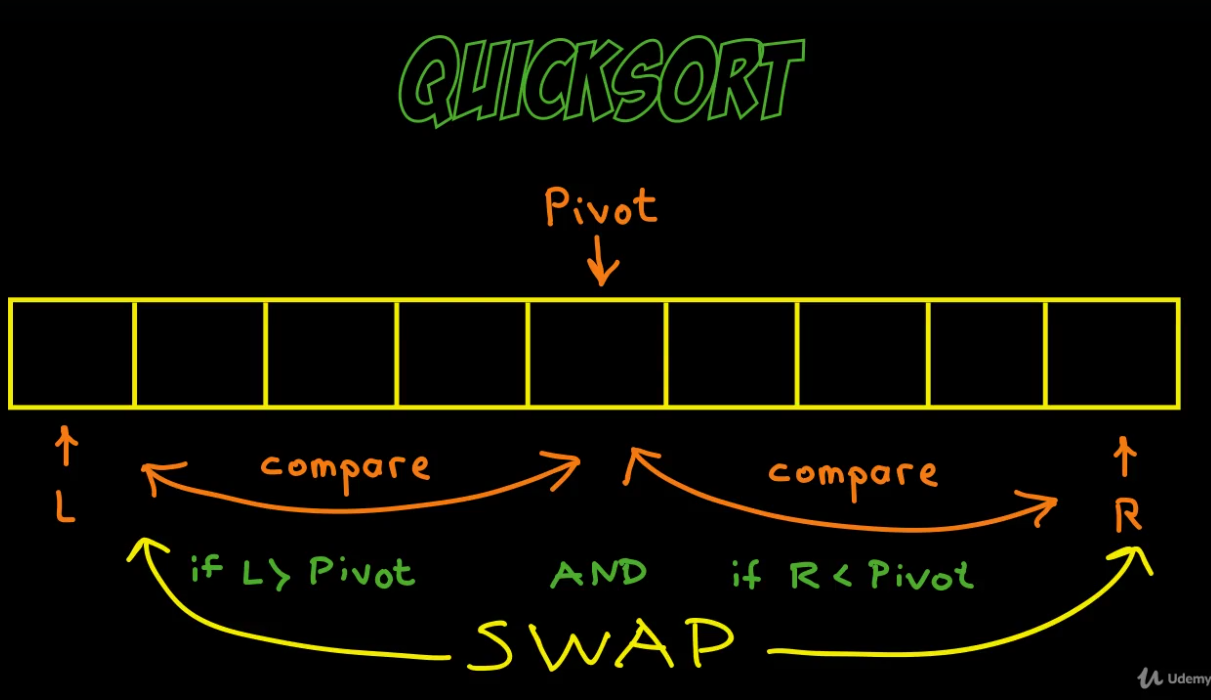 QUICKSORT
Pivot
compare
compare
L
R
if L > Pivot AND if R < Pivot
SWAP
Udemy